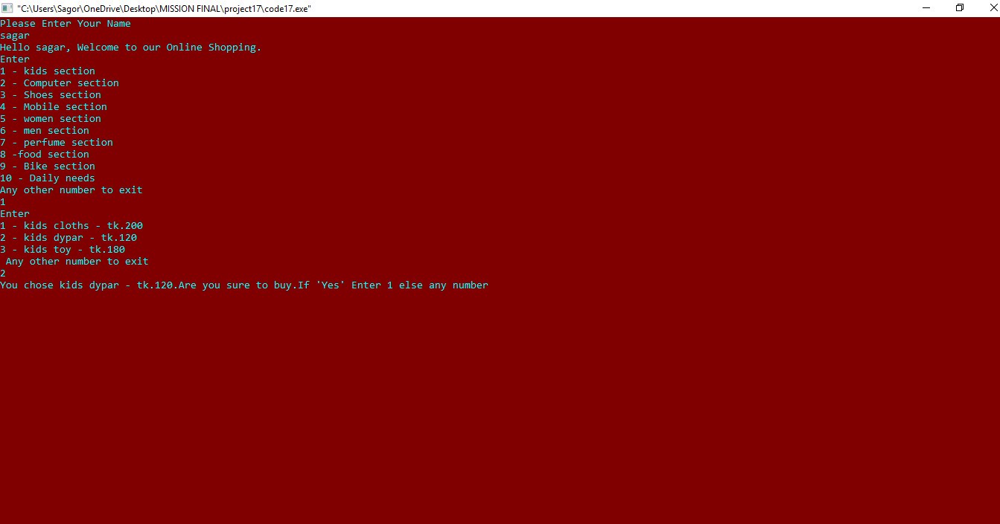 "C:\Users\Sagor\OneDrive\Desktop\MISSION FINAL\project17\code17.exe"
Please Enter Your Name
sagar
Hello sagar, Welcome to our Online Shopping.
Enter
1 - kids section
2 - Computer section
3 - Shoes section
4 - Mobile section
5 - women section
6 - men section
7 - perfume section
8 -food section
9 - Bike section
10 - Daily needs
Any other number to exit
1
Enter
1 - kids cloths - tk.200
2 - kids dypar - tk.120
3 - kids toy - tk.180
 Any other number to exit
2
You chose kids dypar - tk.120.Are you sure to buy.If 'Yes' Enter 1 else any number